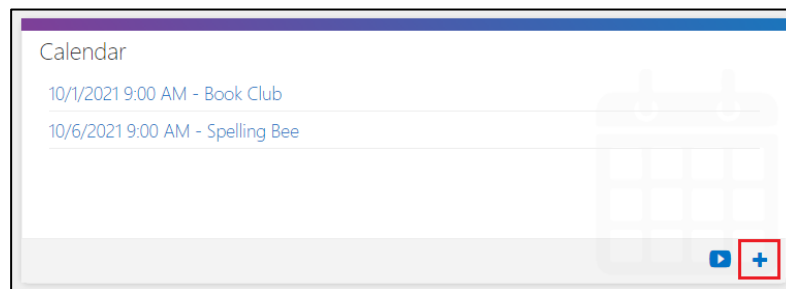 Calendar
10/1/2021 9:00 AM - Book Club
10/6/2021 9:00 AM - Spelling Bee